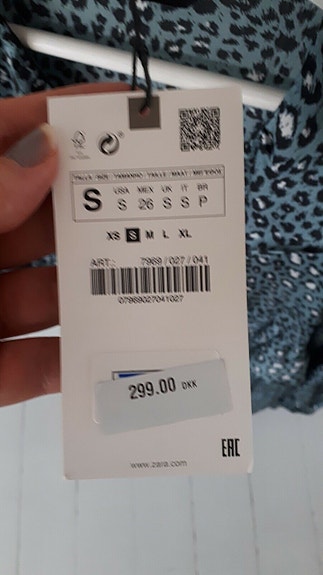 S
USA MEX UK IT BR
S 26 S S P
XS S M L XL
ART.: 7969 / 027 / 041
07969027041027
299.00 DKK
EAC
www.zara.com